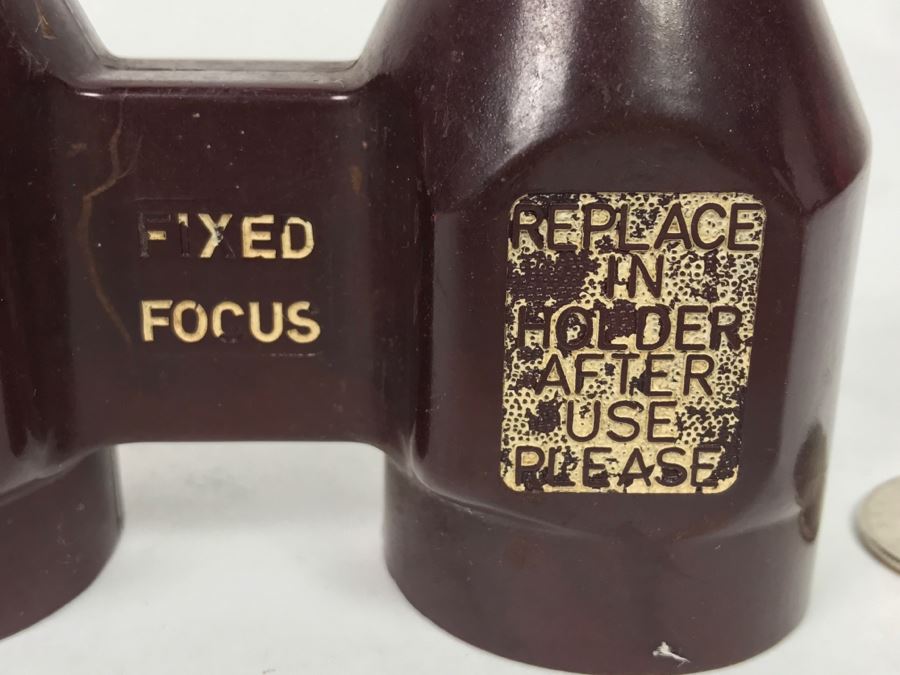 FIXED
FOCUS
REPLACE
IN
HOLDER
AFTER
USE
PLEASE